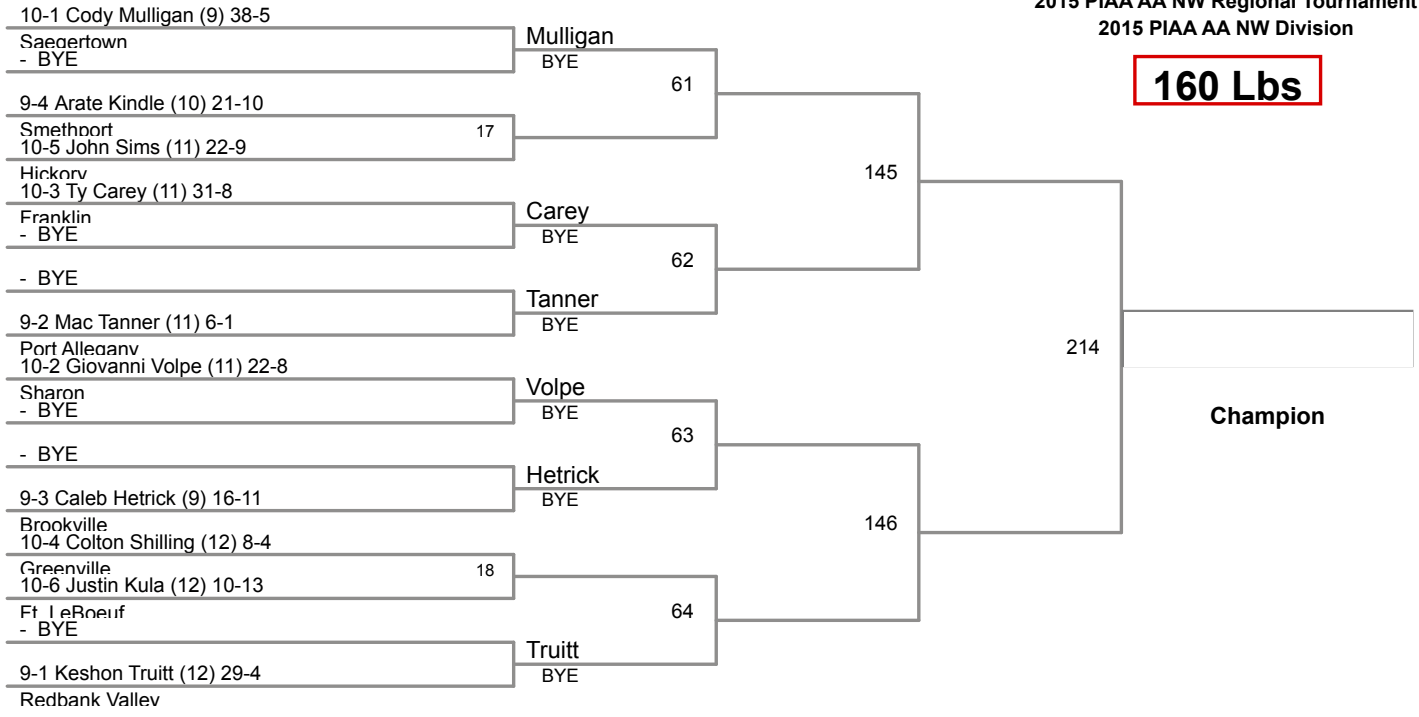 2015 PIAA AA NW Regional Tournament
2015 PIAA AA NW Division
160 Lbs
10-1 Cody Mulligan (9) 38-5
Saegertown
- BYE
9-4 Arate Kindle (10) 21-10
Smethport
10-5 John Sims (11) 22-9
Hickory
10-3 Ty Carey (11) 31-8
Franklin
- BYE
- BYE
9-2 Mac Tanner (11) 6-1
Port Allegany
10-2 Giovanni Volpe (11) 22-8
Sharon
- BYE
- BYE
9-3 Caleb Hetrick (9) 16-11
Brookville
10-4 Colton Shilling (12) 8-4
Greenville
10-6 Justin Kula (12) 10-13
Ft. LeBoeuf
- BYE
9-1 Keshon Truitt (12) 29-4
Redbank Valley
Mulligan
BYE
17
Carey
BYE
Tanner
BYE
Volpe
BYE
Hetrick
BYE
18
Truitt
BYE
61
62
63
64
145
146
214
Champion